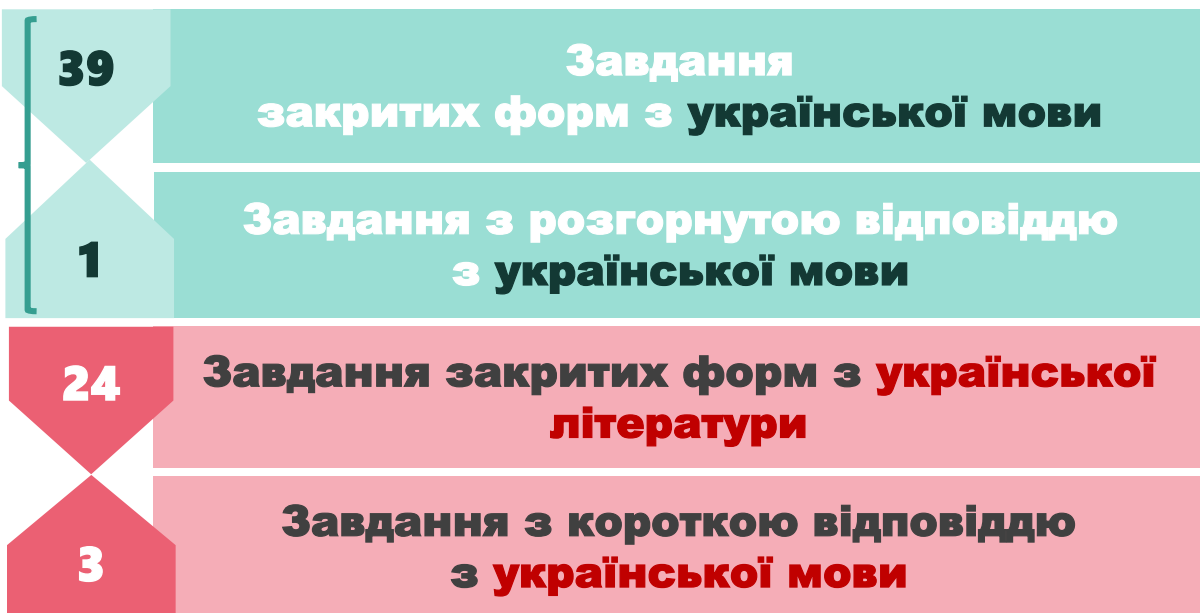 39
Завдання
закритих форм з української мови
1
Завдання з розгорнутою відповіддю
з української мови
24
Завдання закритих форм з української
літератури
3
Завдання з короткою відповіддю
з української мови